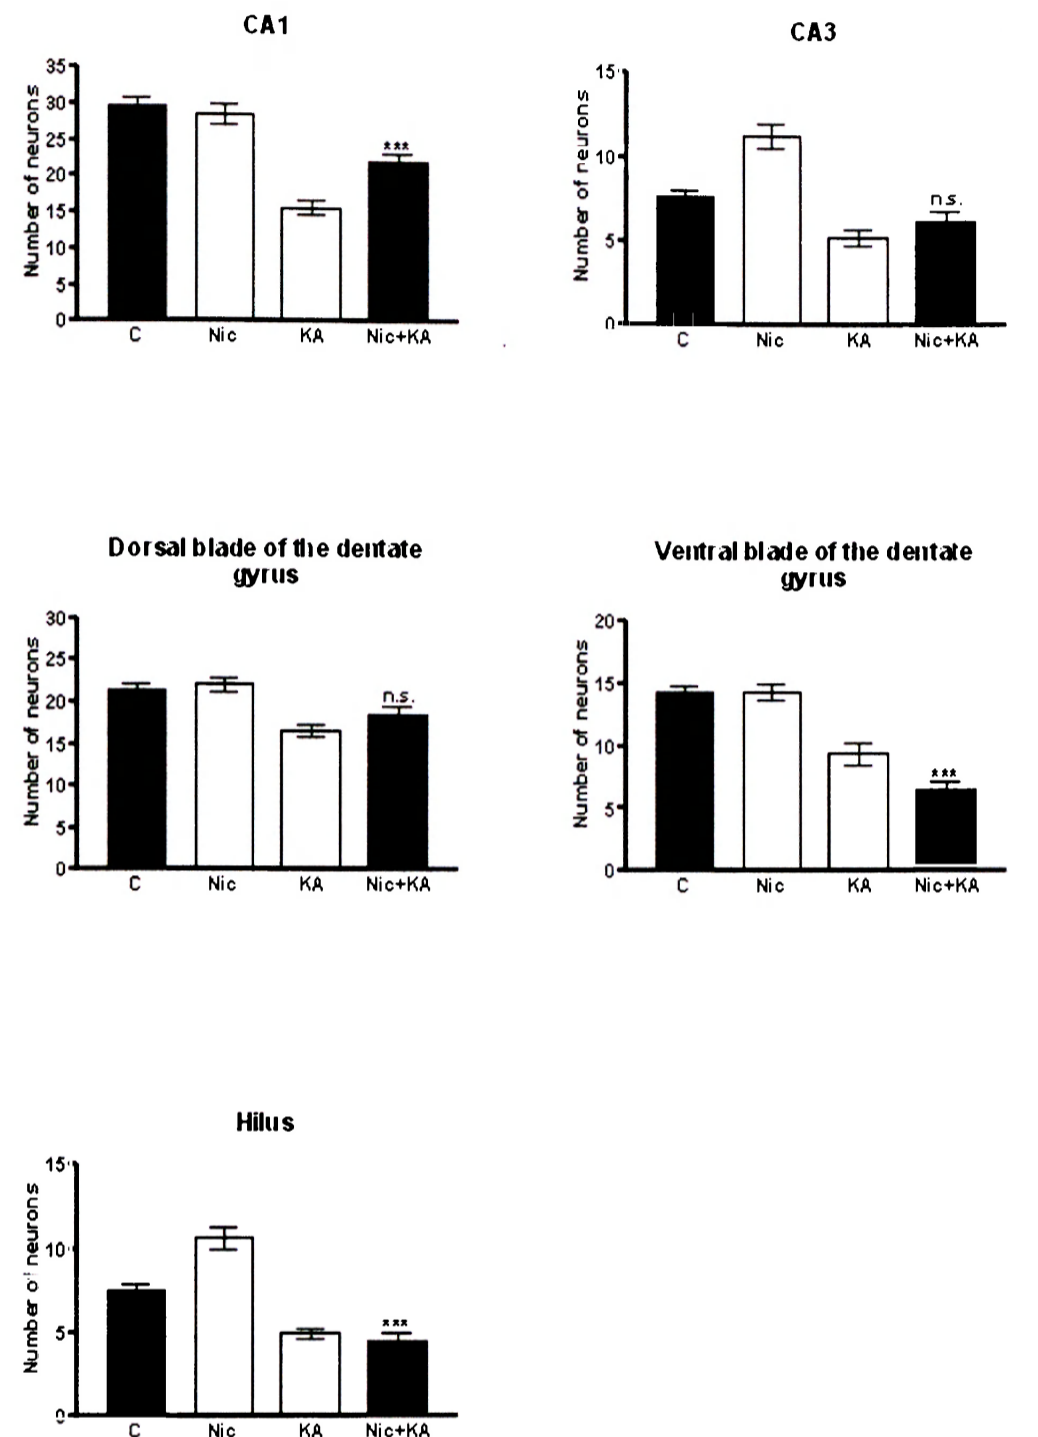 CA1
Number of neurons
35
30
25
20
15
10
5
0
***
C Nic KA Nic+KA
CA3
Number of neurons
15
10
5
0
n.s.
C Nic KA Nic+KA
Dorsal blade of the dentate
gyrus
Number of neurons
30
25
20
15
10
5
0
n.s.
C Nic KA Nic+KA
Ventral blade of the dentate
gyrus
Number of neurons
20
15
10
5
0
***
C Nic KA Nic+KA
Hilus
Number of neurons
15
10
5
0
***
C Nic KA Nic+KA